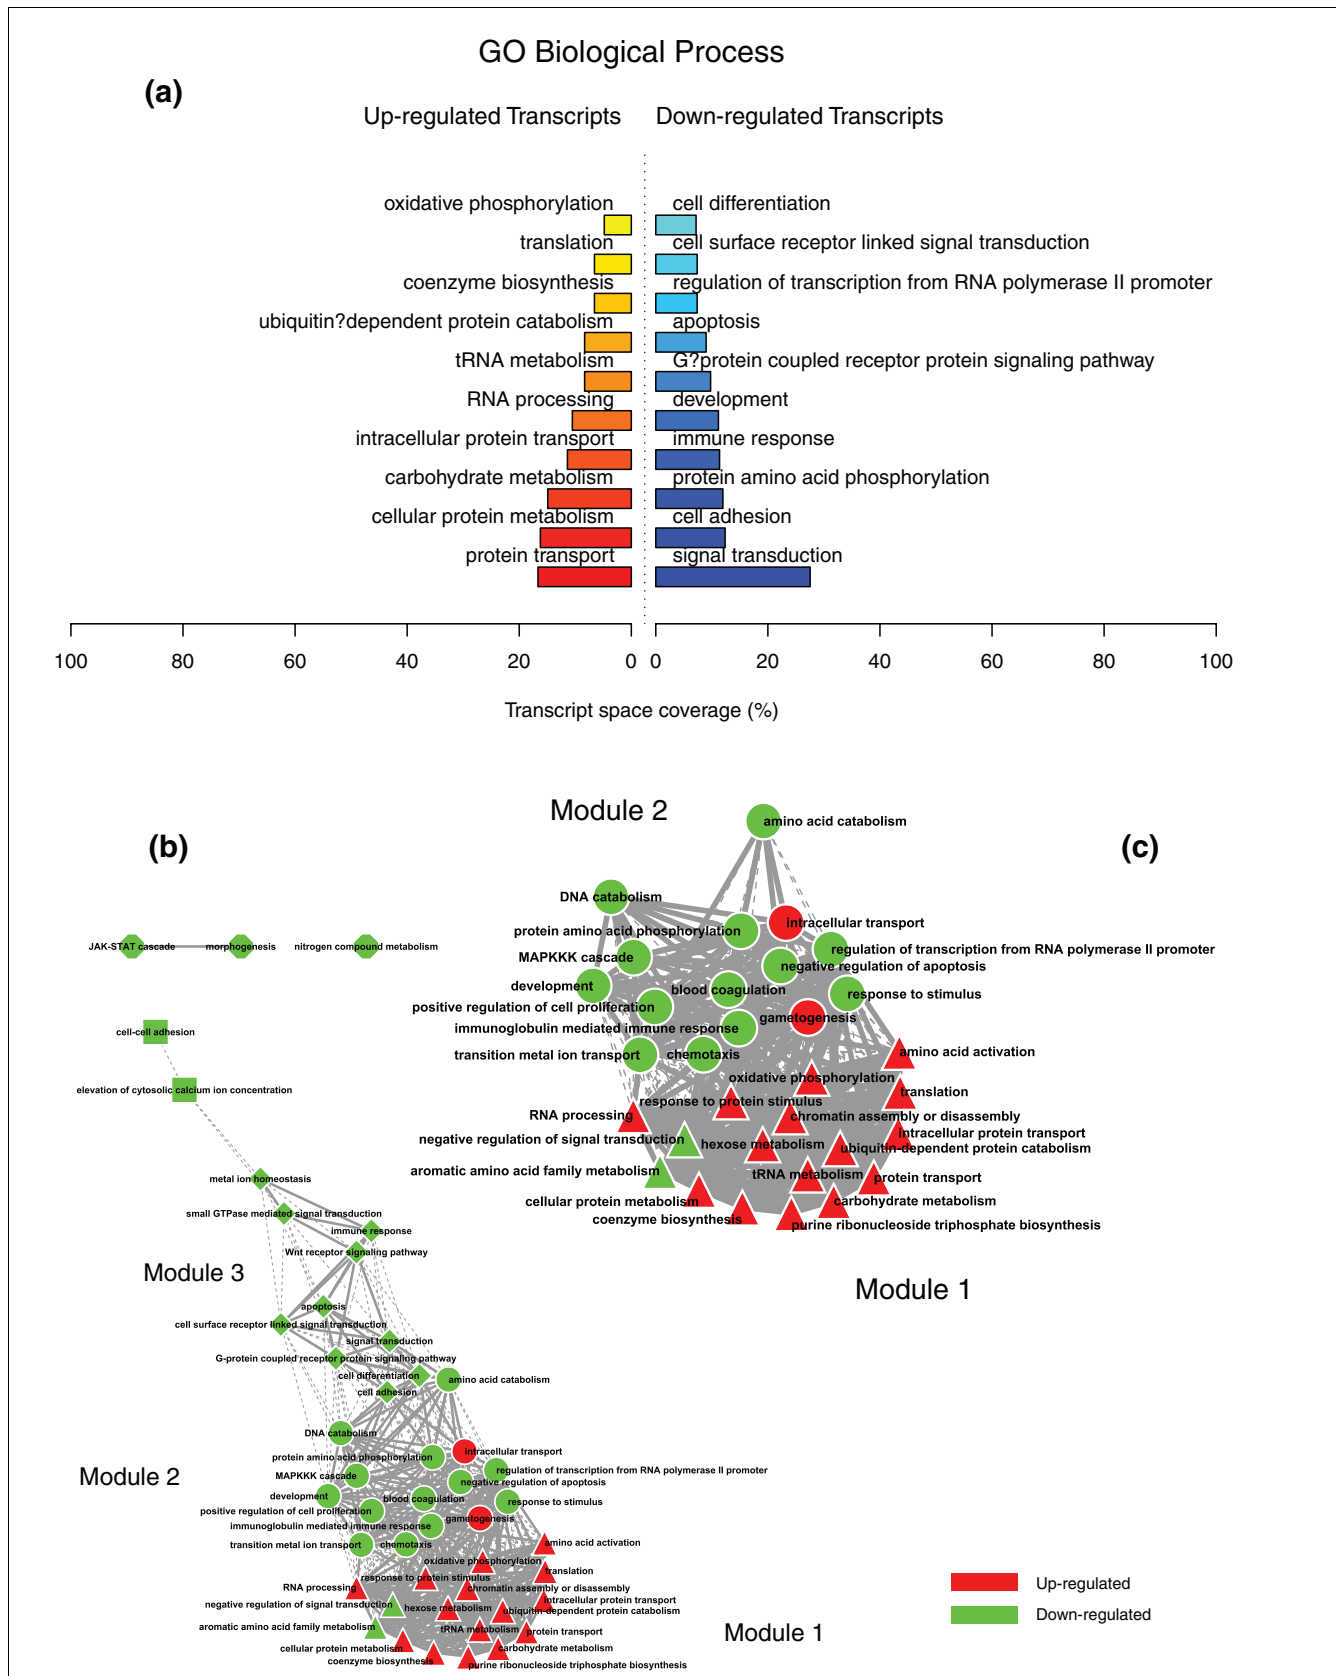 GO Biological Process
(a)
Up-regulated Transcripts
Down-regulated Transcripts
oxidative phosphorylation
cell differentiation
translation
cell surface receptor linked signal transduction
coenzyme biosynthesis
regulation of transcription from RNA polymerase II promoter
ubiquitin?dependent protein catabolism
apoptosis
tRNA metabolism
G?protein coupled receptor protein signaling pathway
RNA processing
development
intracellular protein transport
immune response
carbohydrate metabolism
protein amino acid phosphorylation
cellular protein metabolism
cell adhesion
protein transport
signal transduction
100 80 60 40 20 0 0 20 40 60 80 100
Transcript space coverage (%)
Module 2
(b)
(c)
amino acid catabolism
DNA catabolism
intracellular transport
protein amino acid phosphorylation
regulation of transcription from RNA polymerase II promoter
MAPKKK cascade
negative regulation of apoptosis
development
blood coagulation
response to stimulus
positive regulation of cell proliferation
gametogenesis
immunoglobulin mediated immune response
transition metal ion transport
chemotaxis
amino acid activation
oxidative phosphorylation
translation
response to protein stimulus
RNA processing
chromatin assembly or disassembly
intracellular protein transport
negative regulation of signal transduction
hexose metabolism
ubiquitin-dependent protein catabolism
aromatic amino acid family metabolism
tRNA metabolism
protein transport
cellular protein metabolism
carbohydrate metabolism
coenzyme biosynthesis
purine ribonucleoside triphosphate biosynthesis
Module 1
JAK-STAT cascade
morphogenesis
nitrogen compound metabolism
cell-cell adhesion
elevation of cytosolic calcium ion concentration
metal ion homeostasis
small GTPase mediated signal transduction
immune response
Wnt receptor signaling pathway
Module 3
apoptosis
cell surface receptor linked signal transduction
signal transduction
G-protein coupled receptor protein signaling pathway
cell differentiation
amino acid catabolism
cell adhesion
DNA catabolism
intracellular transport
protein amino acid phosphorylation
Module 2
regulation of transcription from RNA polymerase II promoter
MAPKKK cascade
negative regulation of apoptosis
development
blood coagulation
response to stimulus
positive regulation of cell proliferation
gametogenesis
immunoglobulin mediated immune response
transition metal ion transport
chemotaxis
amino acid activation
oxidative phosphorylation
translation
response to protein stimulus
RNA processing
chromatin assembly or disassembly
intracellular protein transport
negative regulation of signal transduction
hexose metabolism
ubiquitin-dependent protein catabolism
aromatic amino acid family metabolism
tRNA metabolism
protein transport
cellular protein metabolism
carbohydrate metabolism
coenzyme biosynthesis
purine ribonucleoside triphosphate biosynthesis
Module 1
Up-regulated
Down-regulated